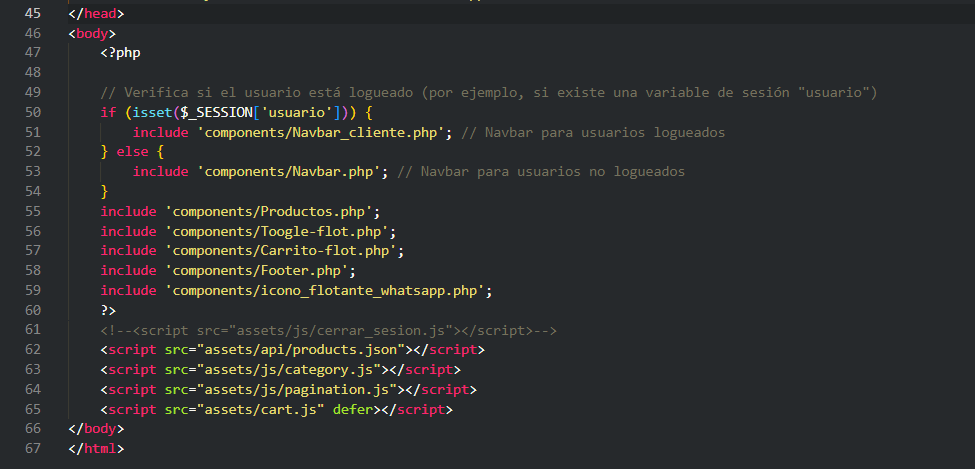 45 </head>
46 <body>
47 <?php
48
49 // Verifica si el usuario está logueado (por ejemplo, si existe una variable de sesión "usuario")
50 if (isset($_SESSION['usuario'])) {
51 include 'components/Navbar_cliente.php'; // Navbar para usuarios logueados
52 } else {
53 include 'components/Navbar.php'; // Navbar para usuarios no logueados
54 }
55 include 'components/Productos.php';
56 include 'components/Toogle-flot.php';
57 include 'components/Carrito-flot.php';
58 include 'components/Footer.php';
59 include 'components/icono_flotante_whatsapp.php';
60 ?>
61 <!--<script src="assets/js/cerrar_sesion.js"></script>-->
62 <script src="assets/api/products.json"></script>
63 <script src="assets/js/category.js"></script>
64 <script src="assets/js/pagination.js"></script>
65 <script src="assets/cart.js" defer></script>
66 </body>
67 </html>